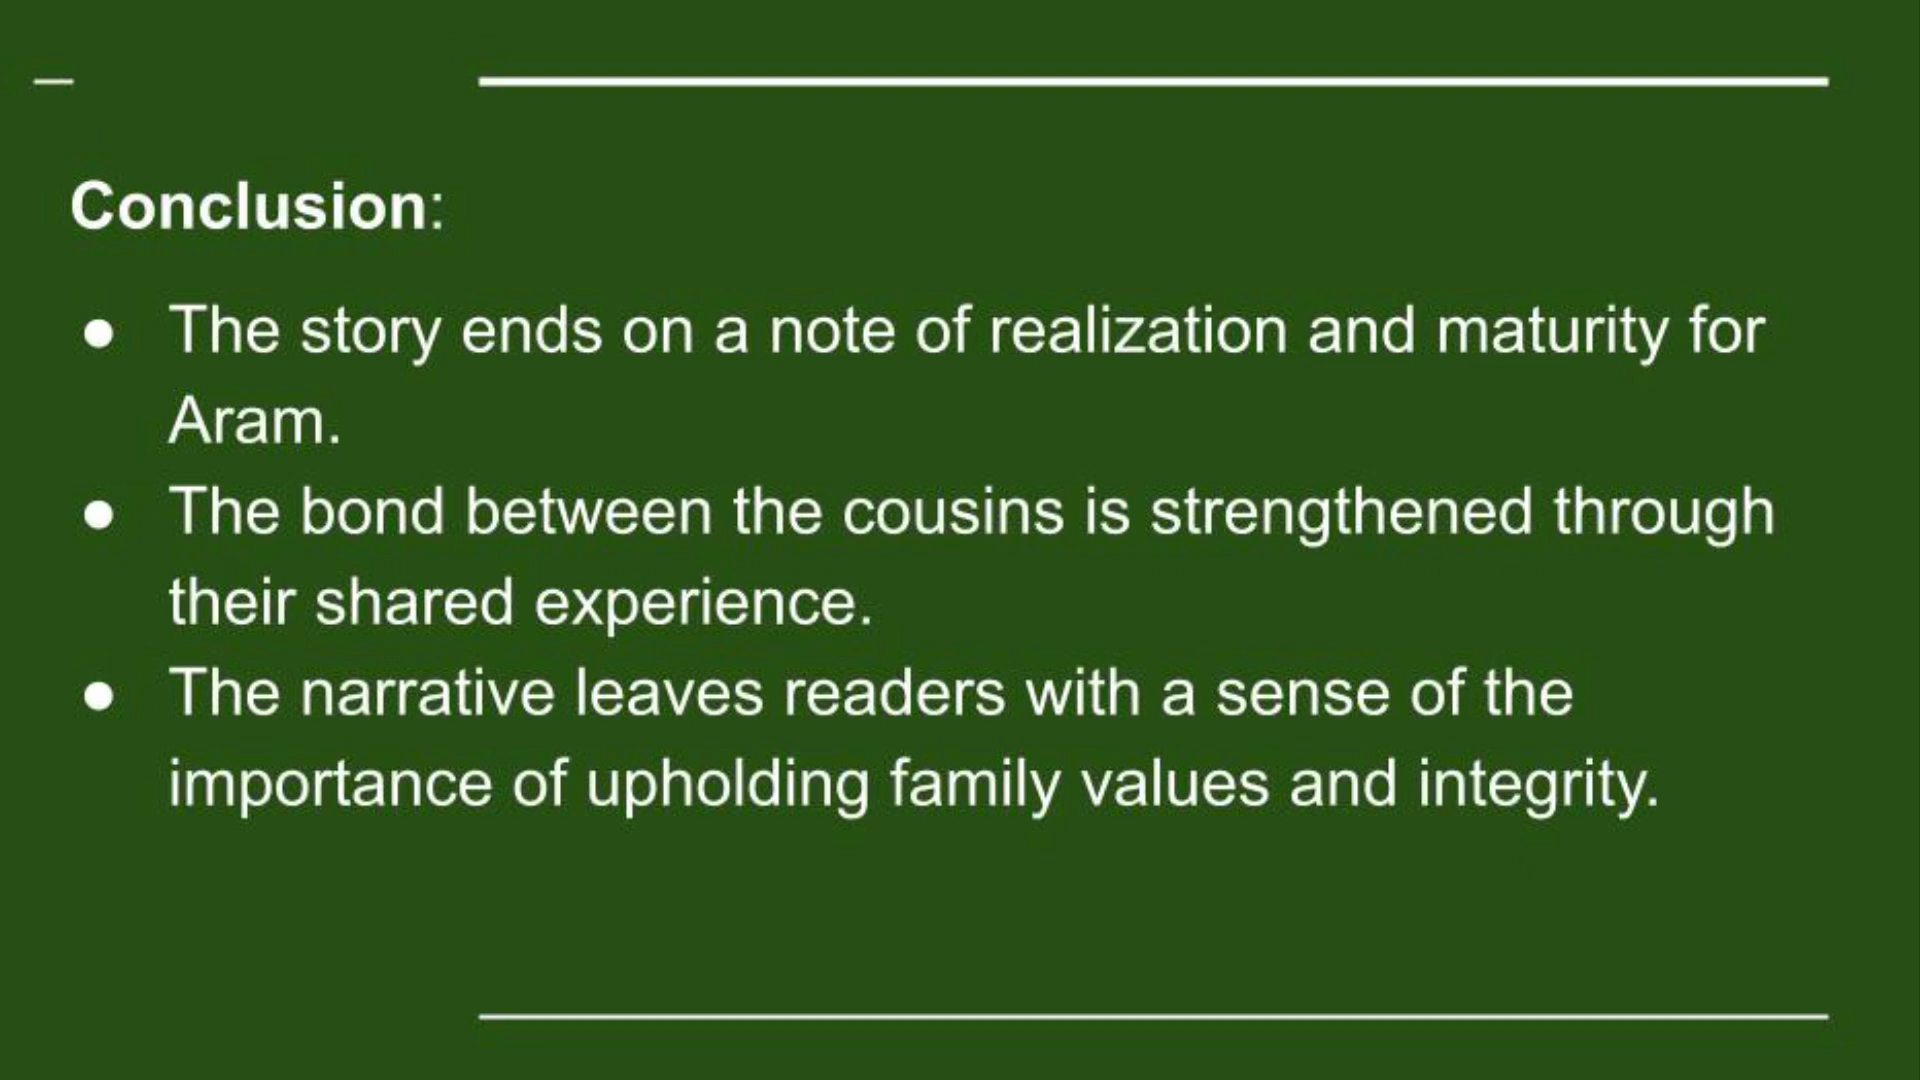 Conclusion:
● The story ends on a note of realization and maturity for
Aram.
● The bond between the cousins is strengthened through
their shared experience.
● The narrative leaves readers with a sense of the
importance of upholding family values and integrity.